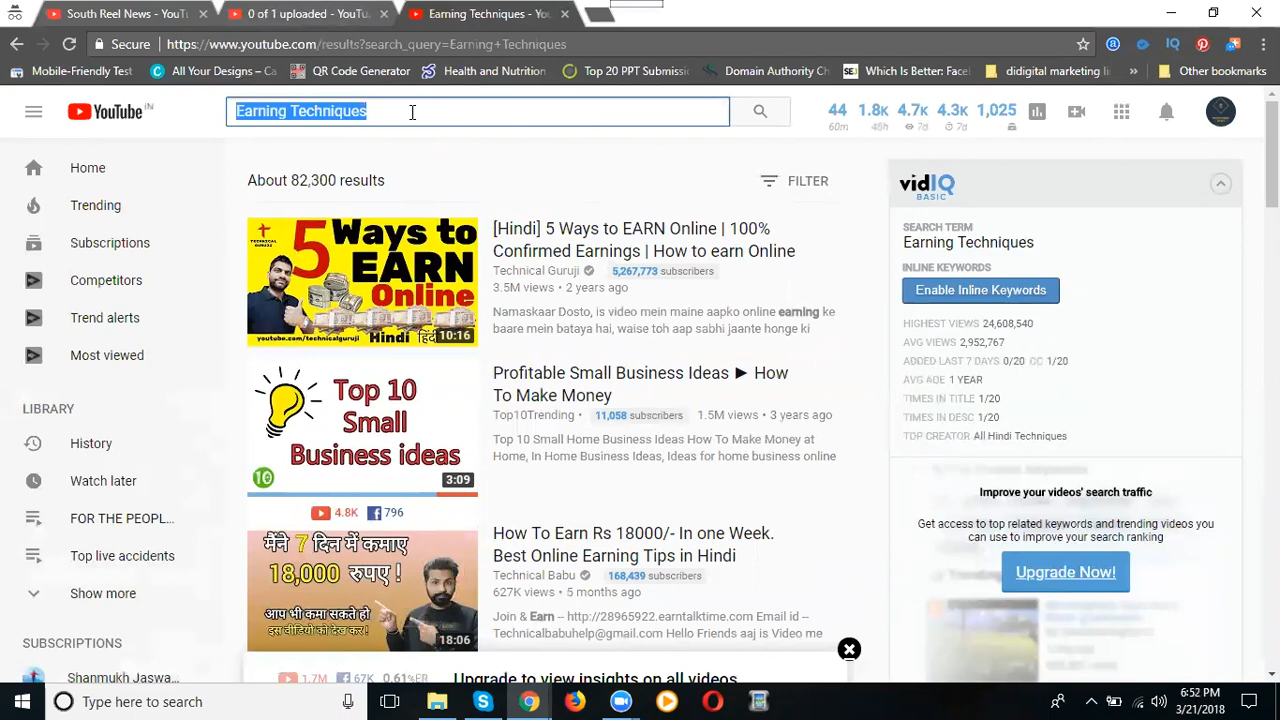 South Reel News - YouTu
0 of 1 uploaded - YouTu
Earning Techniques - Yo
Secure
https://www.youtube.com/results?search_query=Earning+Techniques
Mobile-Friendly Test
All Your Designs – Ca
QR Code Generator
Health and Nutrition
Top 20 PPT Submissi
Domain Authority Ch
SEJ
Which Is Better: Face
didigital marketing i
»
Other bookmarks
YouTube IN
Earning Techniques
44 1.8K 4.7K 4.3K 1,025
60m 48h 7d 7d
Home
Trending
Subscriptions
Competitors
Trend alerts
Most viewed
LIBRARY
History
Watch later
FOR THE PEOPL...
Top live accidents
Show more
SUBSCRIPTIONS
Shanmukh Jaswa...
About 82,300 results
FILTER
TECHNICAL GURUJI
5 Ways to
EARN
Online
youtube.com/technicalguruji Hindi हिंदी
10:16
[Hindi] 5 Ways to EARN Online | 100%
Confirmed Earnings | How to earn Online
Technical Guruji 5,267,773 subscribers
3.5M views • 2 years ago
Namaskaar Dosto, is video mein maine aapko online earning ke
baare mein bataya hai, waise toh aap sabhi jaante honge ki
Top 10
Small
Business ideas
10
3:09
4.8K 796
Profitable Small Business Ideas ► How
To Make Money
Top10Trending • 11,058 subscribers 1.5M views • 3 years ago
Top 10 Small Home Business Ideas How To Make Money at
Home, In Home Business Ideas, Ideas for home business online
मैंने 7 दिन में कमाए
18,000 रुपए !
आप भी कमा सकते हो
इस वीडियो को देख कर !
18:06
How To Earn Rs 18000/- In one Week.
Best Online Earning Tips in Hindi
Technical Babu 168,439 subscribers
627K views • 5 months ago
Join & Earn -- http://28965922.earntalktime.com Email id --
Technicalbabuhelp@gmail.com Hello Friends aaj is Video me
1.7M 67K 0.61%ER
Upgrade to view insights on all videos
vidIQ
BASIC
SEARCH TERM
Earning Techniques
INLINE KEYWORDS
Enable Inline Keywords
HIGHEST VIEWS 24,608,540
AVG VIEWS 2,952,767
ADDED LAST 7 DAYS 0/20 CC 1/20
AVG AGE 1 YEAR
TIMES IN TITLE 1/20
TIMES IN DESC 1/20
TOP CREATOR All Hindi Techniques
Improve your videos' search traffic
Get access to top related keywords and trending videos you
can use to improve your search ranking
Upgrade Now!
Type here to search
6:52 PM
3/21/2018